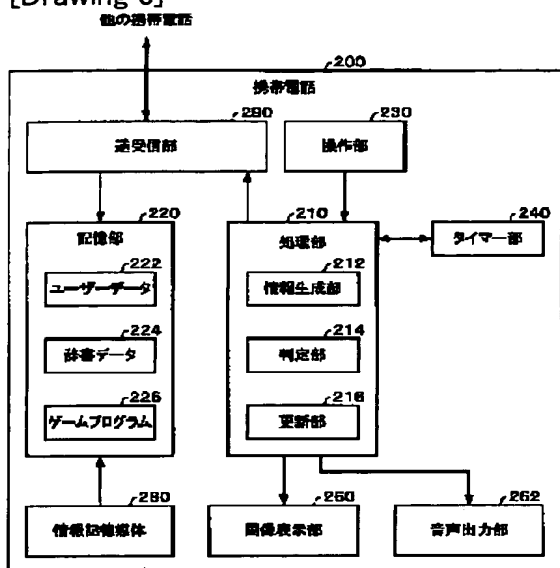 [Drawing
他の携帯電話
200
携帯電話
290
230
送受信部
操作部
220
210
240
記憶部
処理部
タイマー部
222
212
ユーザーデータ
情報生成部
224
214
辞書データ
判定部
226
216
ゲームプログラム
更新部
280
260
262
情報記憶媒体
画像表示部
音声出力部